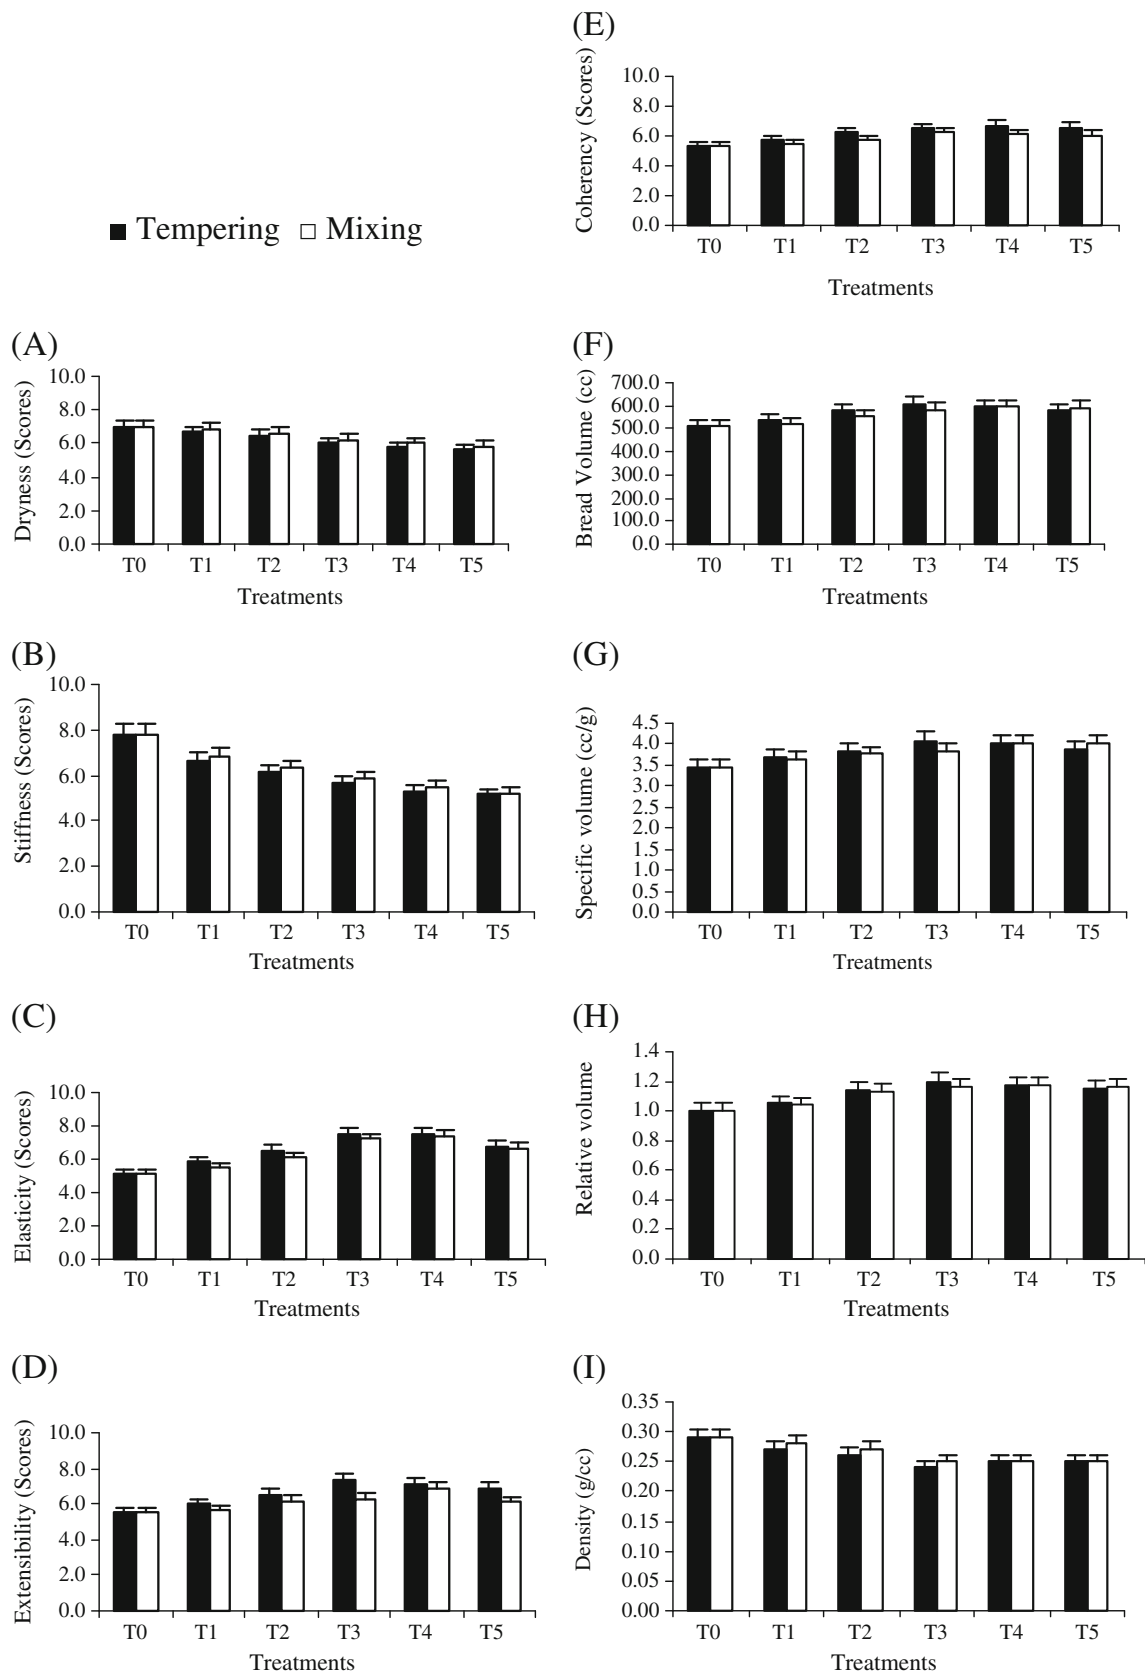 ■ Tempering □ Mixing
(A)
Dryness (Scores)
10.0
8.0
6.0
4.0
2.0
0.0
T0 T1 T2 T3 T4 T5
Treatments
(B)
Stiffness (Scores)
10.0
8.0
6.0
4.0
2.0
0.0
T0 T1 T2 T3 T4 T5
Treatments
(C)
Elasticity (Scores)
10.0
8.0
6.0
4.0
2.0
0.0
T0 T1 T2 T3 T4 T5
Treatments
(D)
Extensibility (Scores)
10.0
8.0
6.0
4.0
2.0
0.0
T0 T1 T2 T3 T4 T5
Treatments
(E)
Coherency (Scores)
10.0
8.0
6.0
4.0
2.0
0.0
T0 T1 T2 T3 T4 T5
Treatments
(F)
Bread Volume (cc)
700.0
600.0
500.0
400.0
300.0
200.0
100.0
0.0
T0 T1 T2 T3 T4 T5
Treatments
(G)
Specific volume (cc/g)
4.5
4.0
3.5
3.0
2.5
2.0
1.5
1.0
0.5
0.0
T0 T1 T2 T3 T4 T5
Treatments
(H)
Relative volume
1.4
1.2
1.0
0.8
0.6
0.4
0.2
0.0
T0 T1 T2 T3 T4 T5
Treatments
(I)
Density (g/cc)
0.35
0.30
0.25
0.20
0.15
0.10
0.05
0.00
T0 T1 T2 T3 T4 T5
Treatments